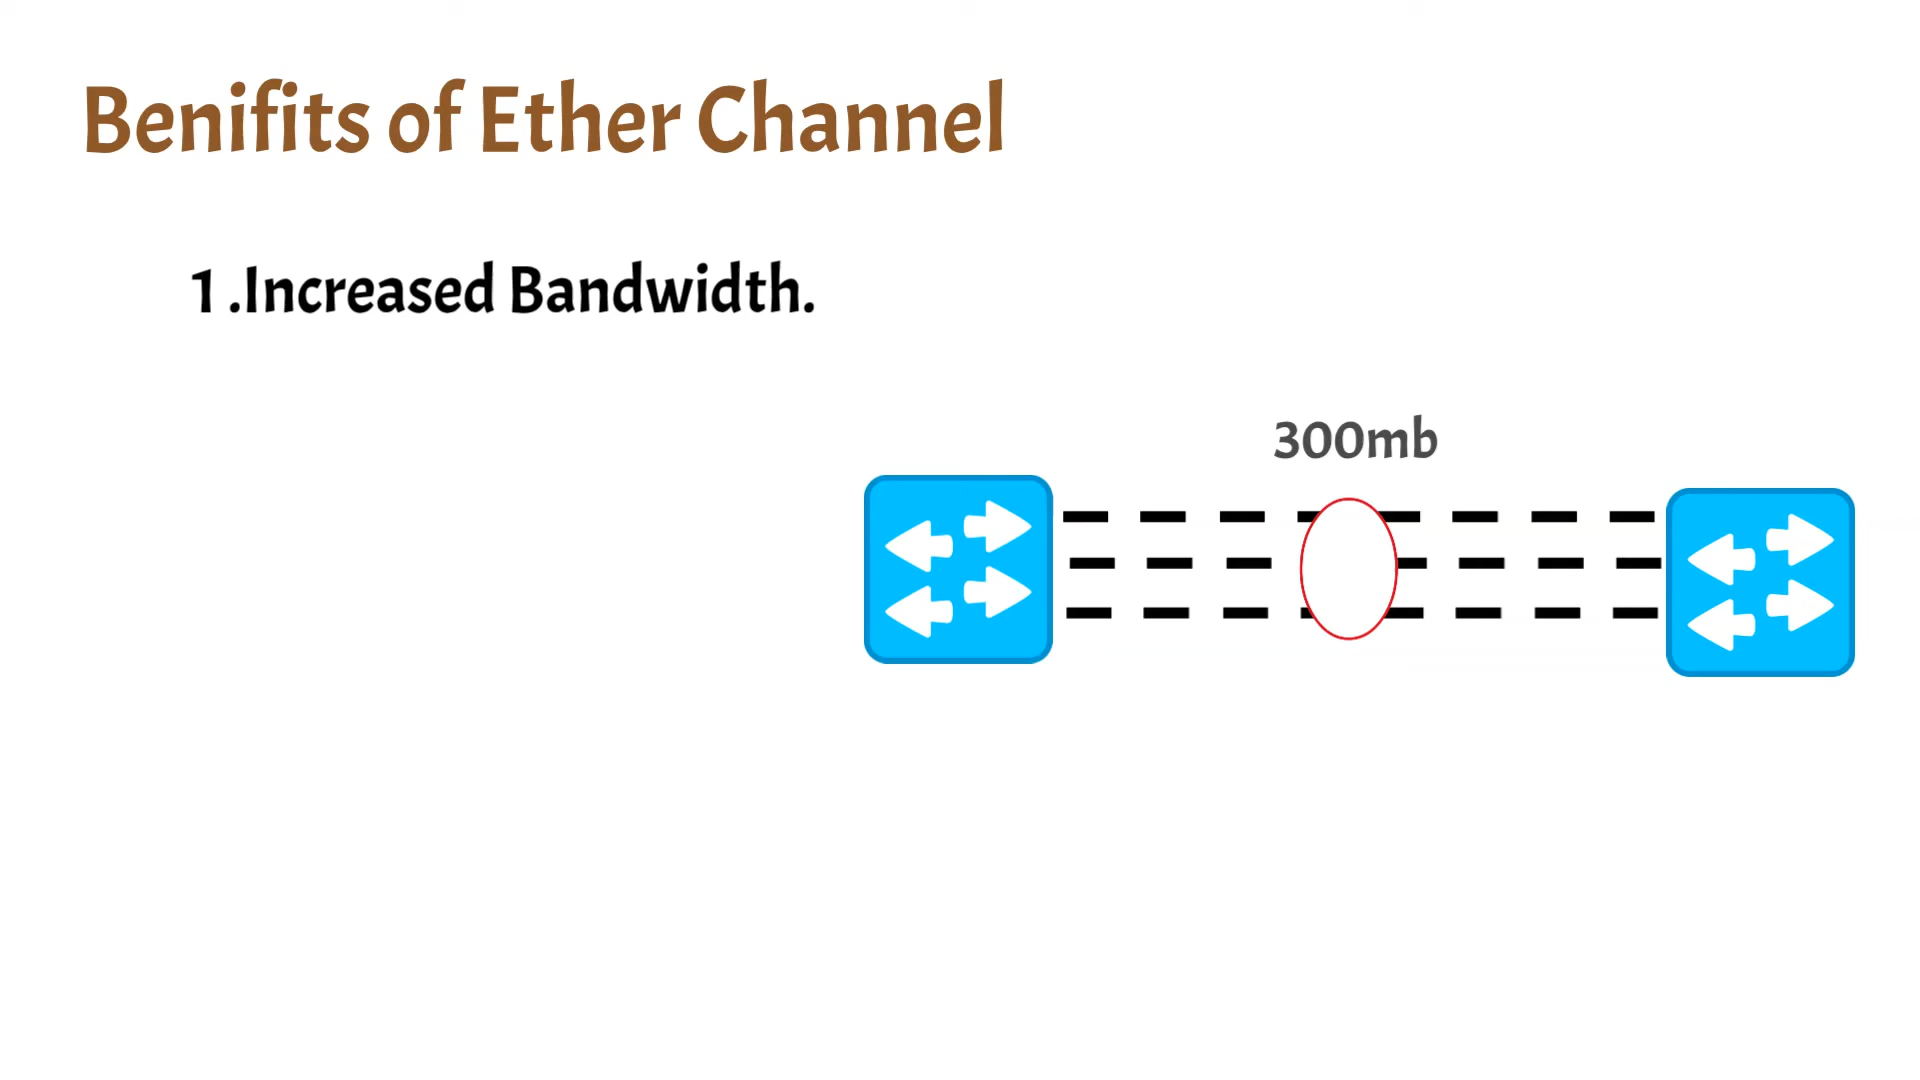 Benifits of Ether Channel
1.Increased Bandwidth.
300mb